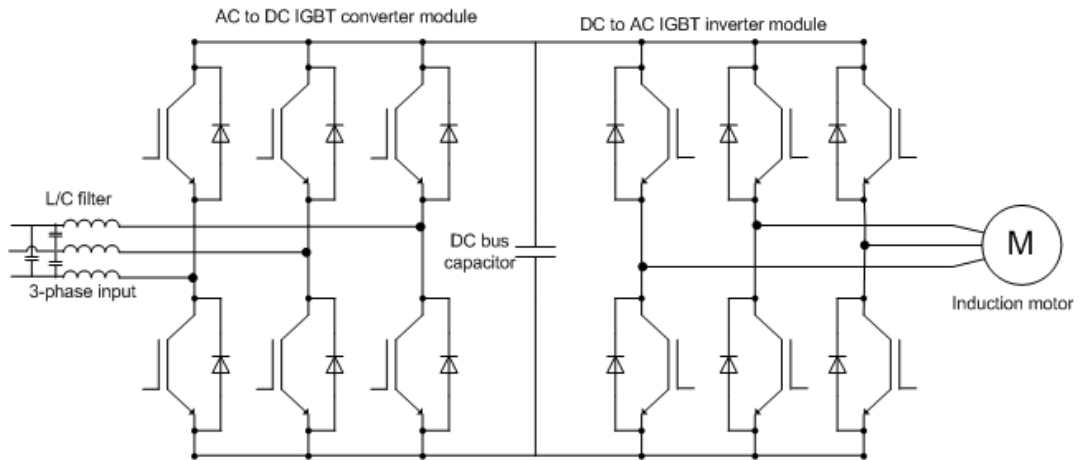 AC to DC IGBT converter module
DC to AC IGBT inverter module
L/C filter
3-phase input
DC bus
capacitor
M
Induction motor